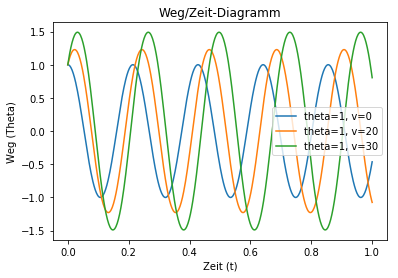 Weg/Zeit-Diagramm
Weg (Theta)
1.5
1.0
0.5
0.0
-0.5
-1.0
-1.5
theta=1, v=0
theta=1, v=20
theta=1, v=30
0.0 0.2 0.4 0.6 0.8 1.0
Zeit (t)